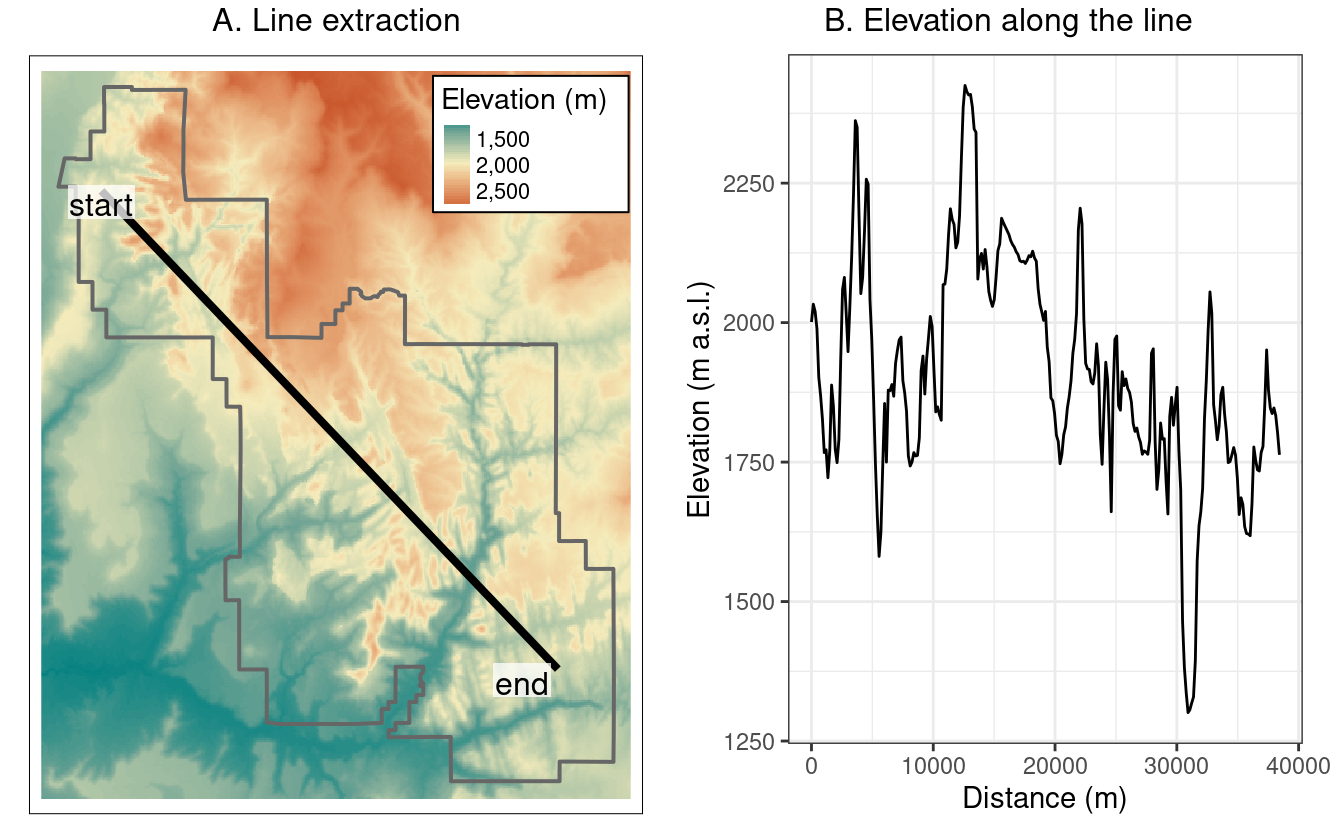 A. Line extraction
Elevation (m)
1,500
2,000
2,500
start
end
B. Elevation along the line
Elevation (m a.s.l.)
2250
2000
1750
1500
1250
0 10000 20000 30000 40000
Distance (m)